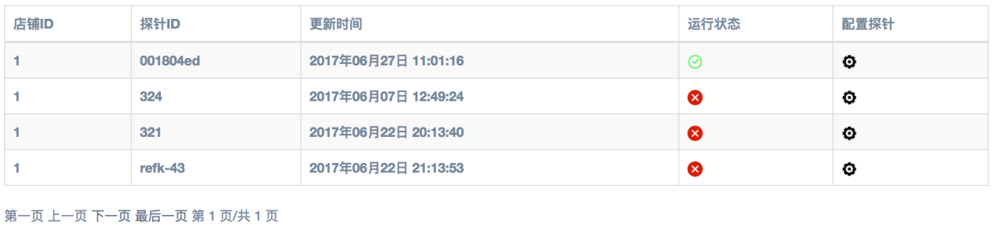 店铺ID 探针ID 更新时间 运行状态 配置探针
1 001804ed 2017年06月27日 11:01:16
1 324 2017年06月07日 12:49:24
1 321 2017年06月22日 20:13:40
1 refk-43 2017年06月22日 21:13:53
第一页 上一页 下一页 最后一页 第 1 页/共 1 页